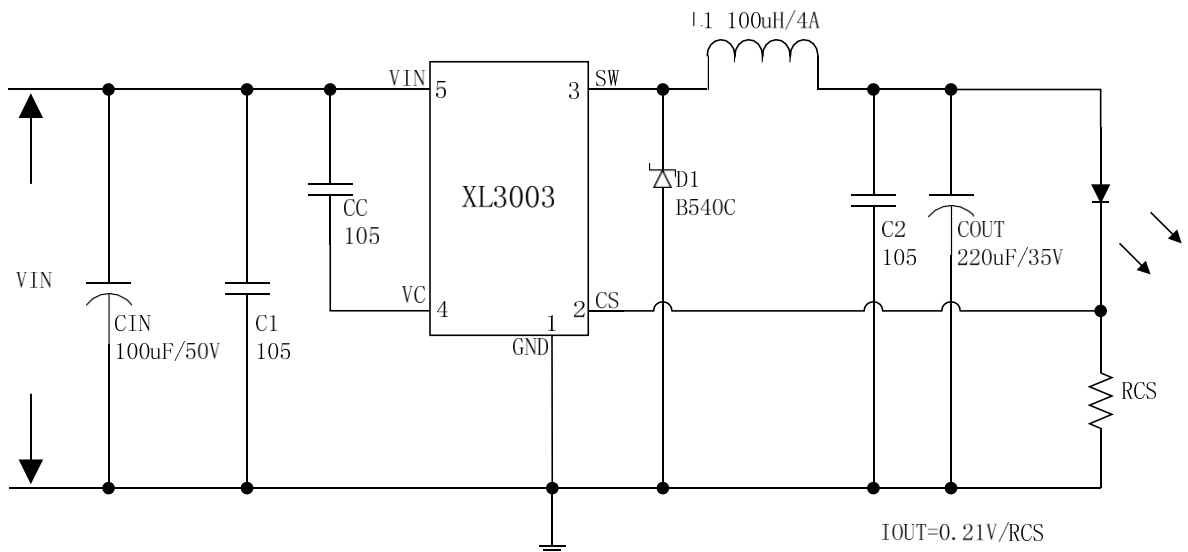 L1 100uH/4A
VIN
5
3
SW
XL3003
CC
105
D1
B540C
C2
105
COUT
220uF/35V
VIN
VC
4
2
CS
1
GND
CIN
100uF/50V
C1
105
RCS
IOUT=0.21V/RCS